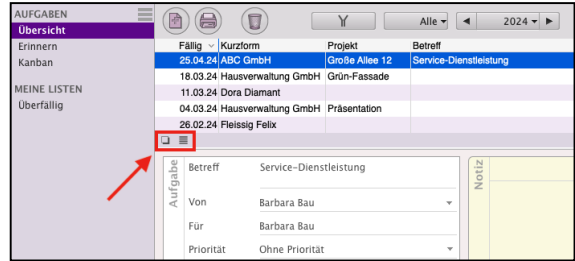 AUFGABEN
Übersicht
Erinnern
Kanban
MEINE LISTEN
Überfällig
Alle
2024
Fällig Kurzform Projekt Betreff
25.04.24 ABC GmbH Große Allee 12 Service-Dienstleistung
18.03.24 Hausverwaltung GmbH Grün-Fassade
11.03.24 Dora Diamant
04.03.24 Hausverwaltung GmbH Präsentation
26.02.24 Fleissig Felix
Aufgabe
Betreff Service-Dienstleistung
Von Barbara Bau
Für Barbara Bau
Priorität Ohne Priorität
Notiz